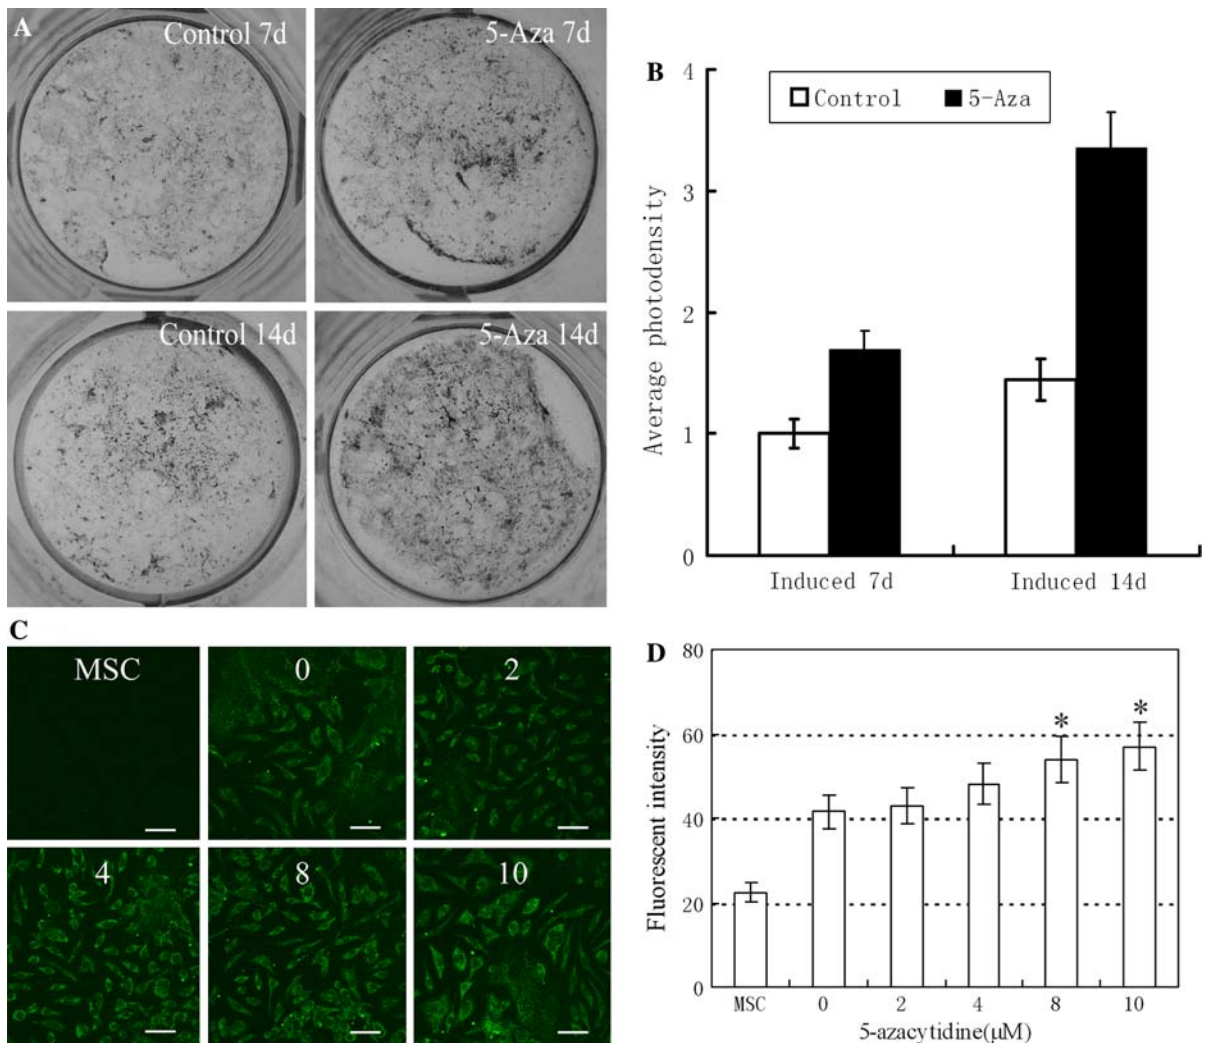 A
Control 7d
5-Aza 7d
Control 14d
5-Aza 14d
B
4
3
2
1
0
Average photodensity
Control
5-Aza
Induced 7d
Induced 14d
C
MSC
0
2
4
8
10
D
80
60
40
20
0
Fluorescent intensity
*
*
MSC
0
2
4
8
10
5-azacytidine(μM)